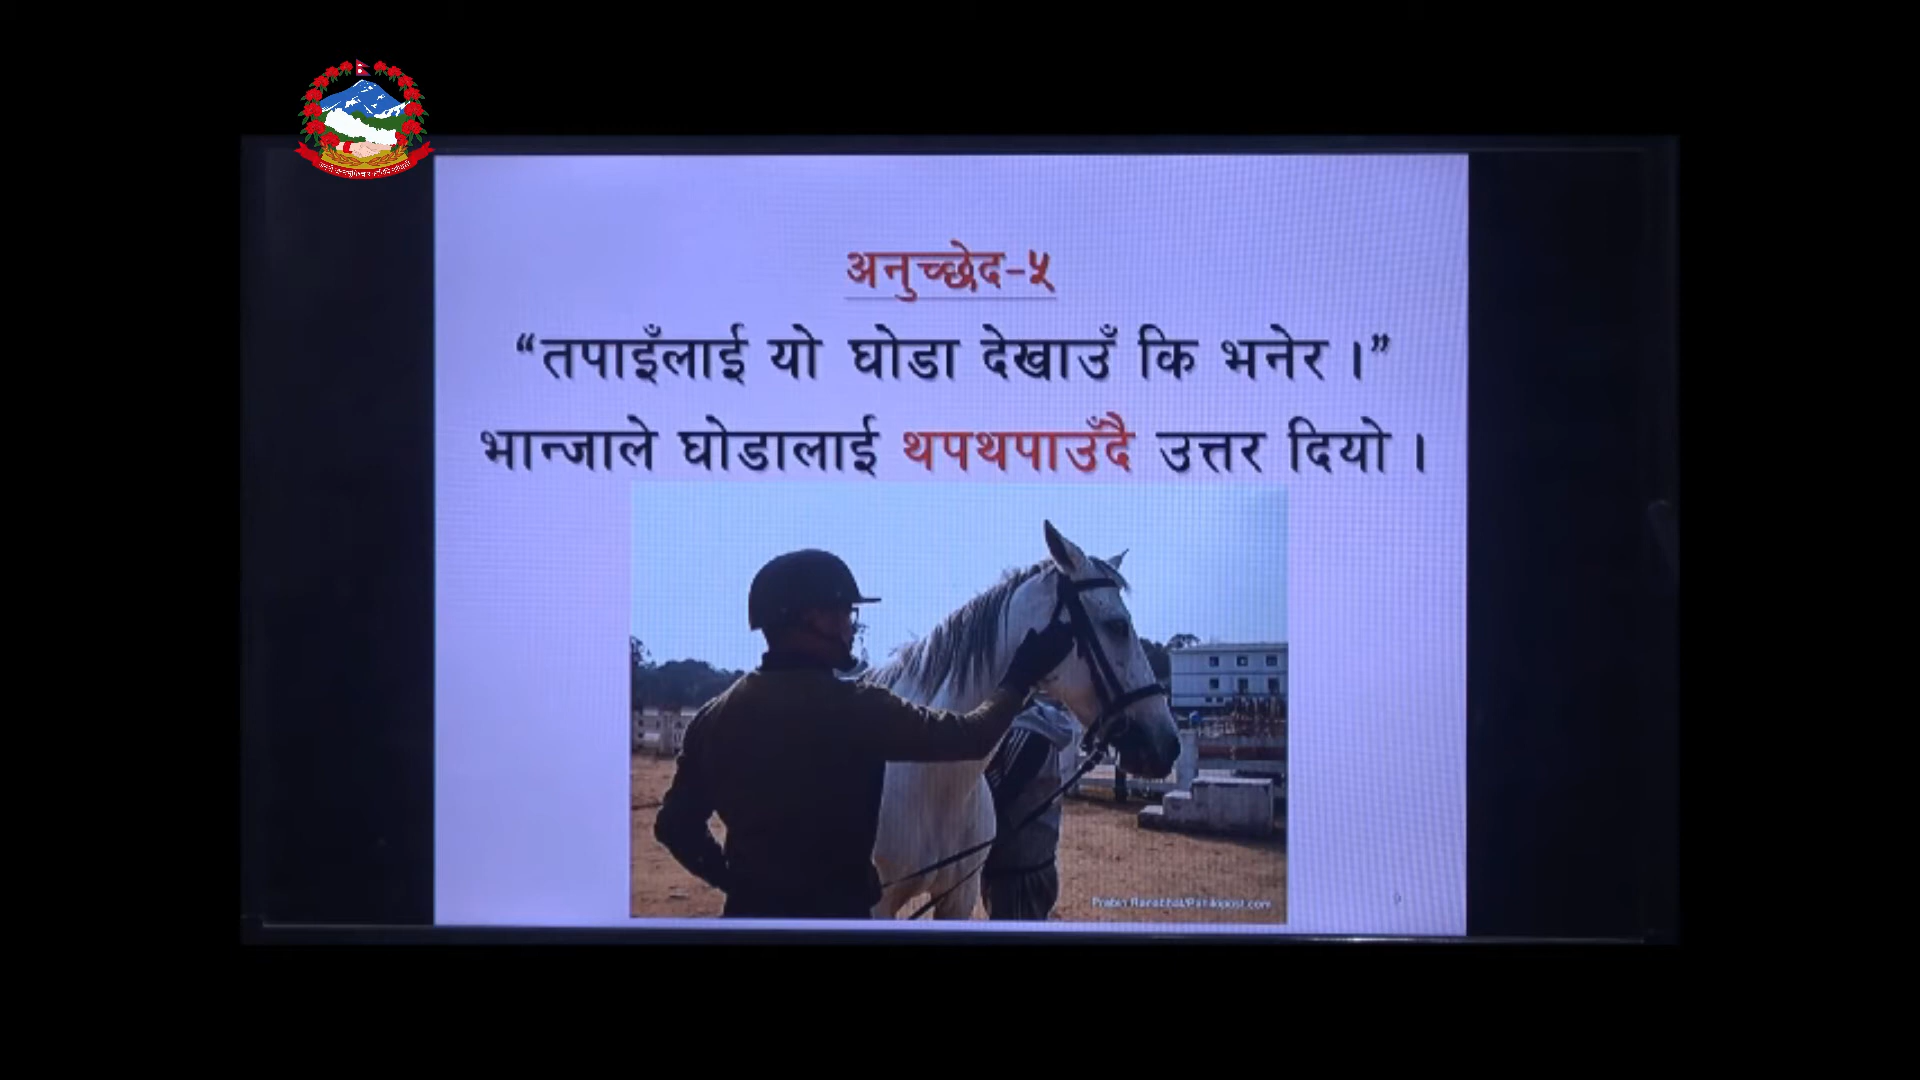 अनुच्छेद-५
“तपाइँलाई यो घोडा देखाउँ कि भनेर ।”
भान्जाले घोडालाई थपथपाउँदै उत्तर दियो ।